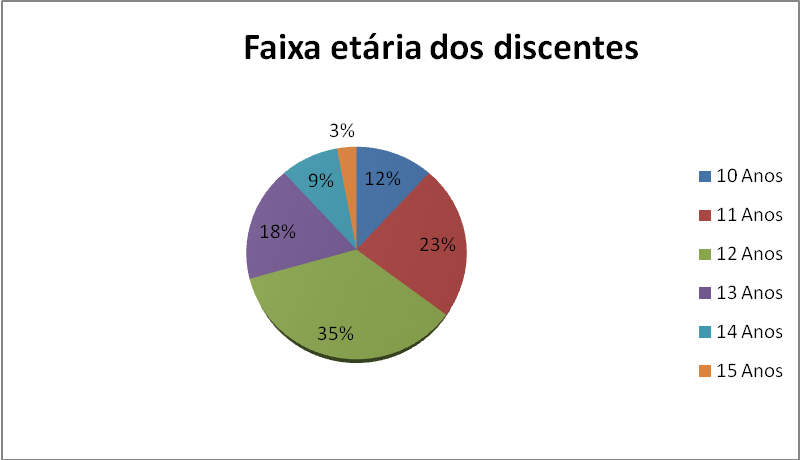 Faixa etária dos discentes
3%
12%
9%
23%
18%
35%
10 Anos
11 Anos
12 Anos
13 Anos
14 Anos
15 Anos